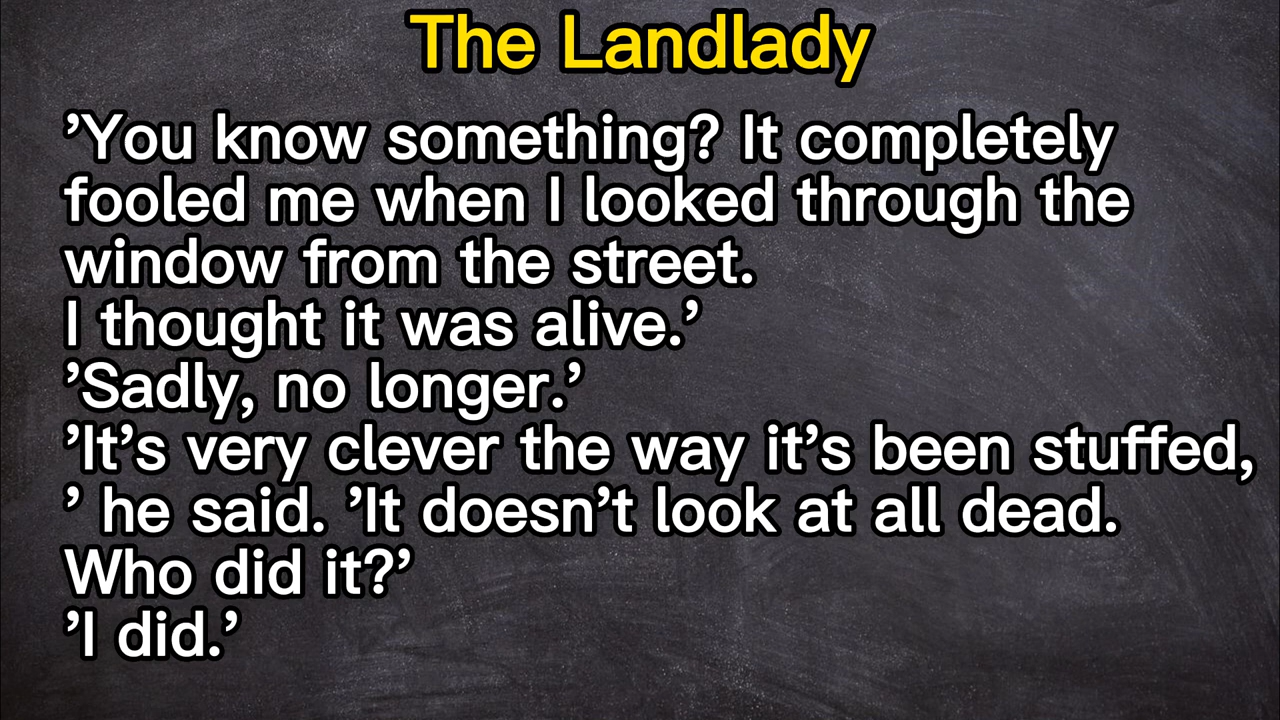 The Landlady
’You know something? It completely
fooled me when I looked through the
window from the street.
I thought it was alive.’
’Sadly, no longer.’
’It’s very clever the way it’s been stuffed,
’ he said. ’It doesn’t look at all dead.
Who did it?’
’I did.’